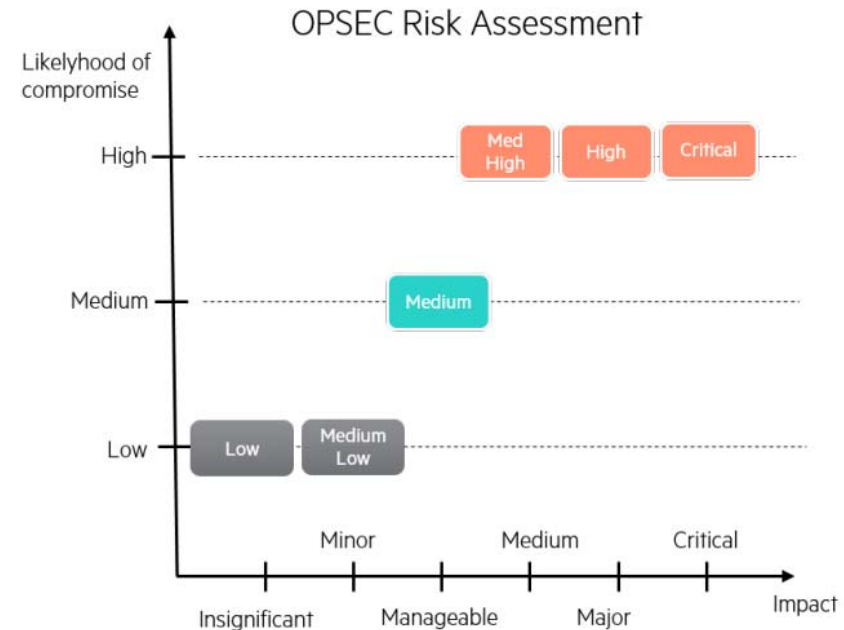 OPSEC Risk Assessment
Likelyhood of
compromise
High
Med
High
High
Critical
Medium
Medium
Low
Low
Medium
Low
Minor
Medium
Critical
Insignificant
Manageable
Major
Impact